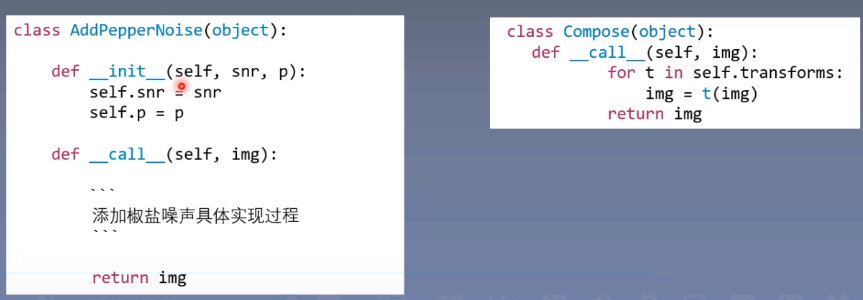 class AddPepperNoise(object):
def __init__(self, snr, p):
self.snr = snr
self.p = p
def __call__(self, img):
```
添加椒盐噪声具体实现过程
```
return img
class Compose(object):
def __call__(self, img):
for t in self.transforms:
img = t(img)
return img